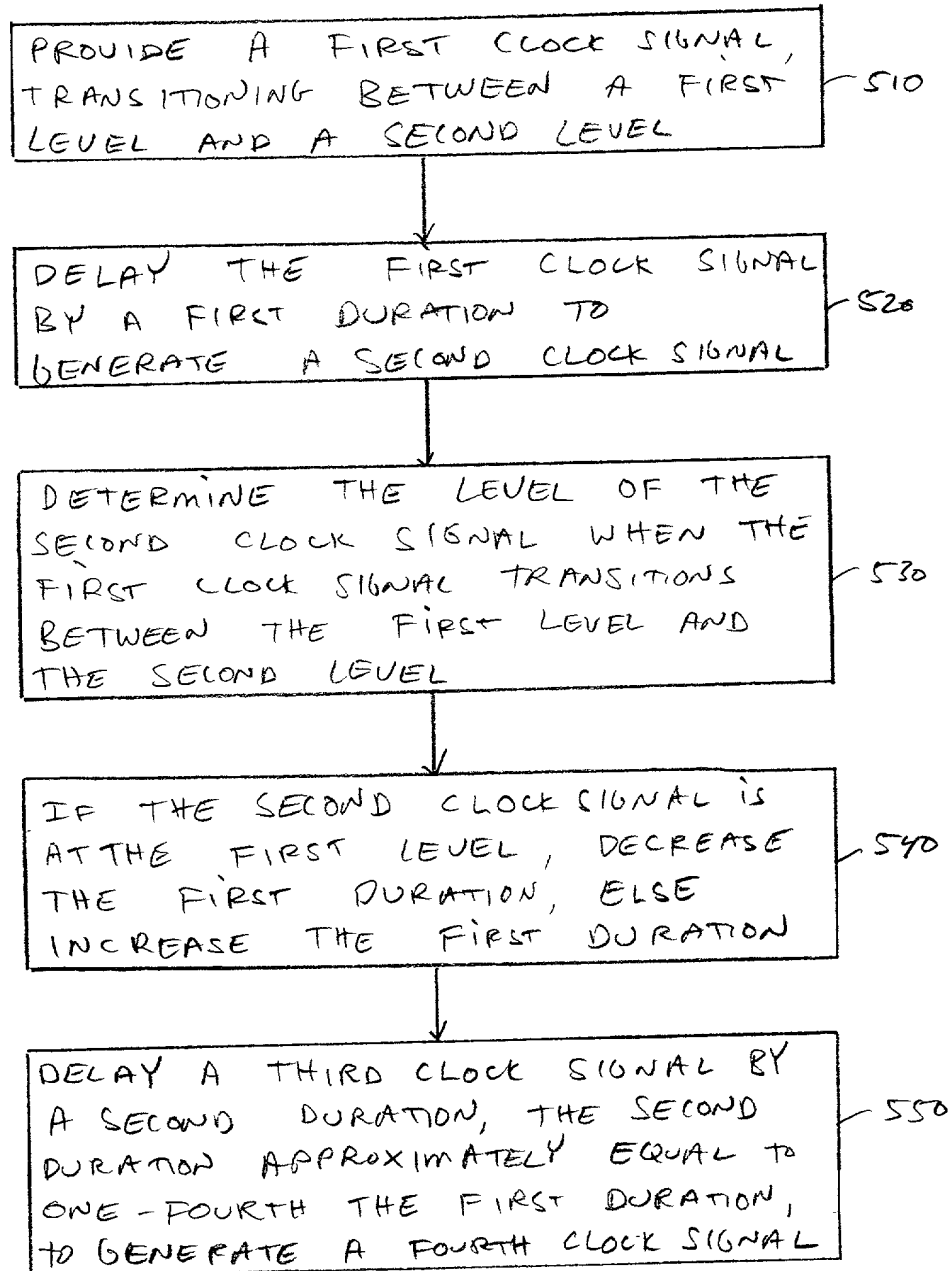 PROVIDE A FIRST CLOCK SIGNAL,
TRANSITIONING BETWEEN A FIRST
LEVEL AND A SECOND LEVEL
510
DELAY THE FIRST CLOCK SIGNAL
BY A FIRST DURATION TO
GENERATE A SECOND CLOCK SIGNAL
520
DETERMINE THE LEVEL OF THE
SECOND CLOCK SIGNAL WHEN THE
FIRST CLOCK SIGNAL TRANSITIONS
BETWEEN THE FIRST LEVEL AND
THE SECOND LEVEL
530
IF THE SECOND CLOCK SIGNAL IS
AT THE FIRST LEVEL, DECREASE
THE FIRST DURATION, ELSE
INCREASE THE FIRST DURATION
540
DELAY A THIRD CLOCK SIGNAL BY
A SECOND DURATION, THE SECOND
DURATION APPROXIMATELY EQUAL TO
ONE-FOURTH THE FIRST DURATION,
TO GENERATE A FOURTH CLOCK SIGNAL
550